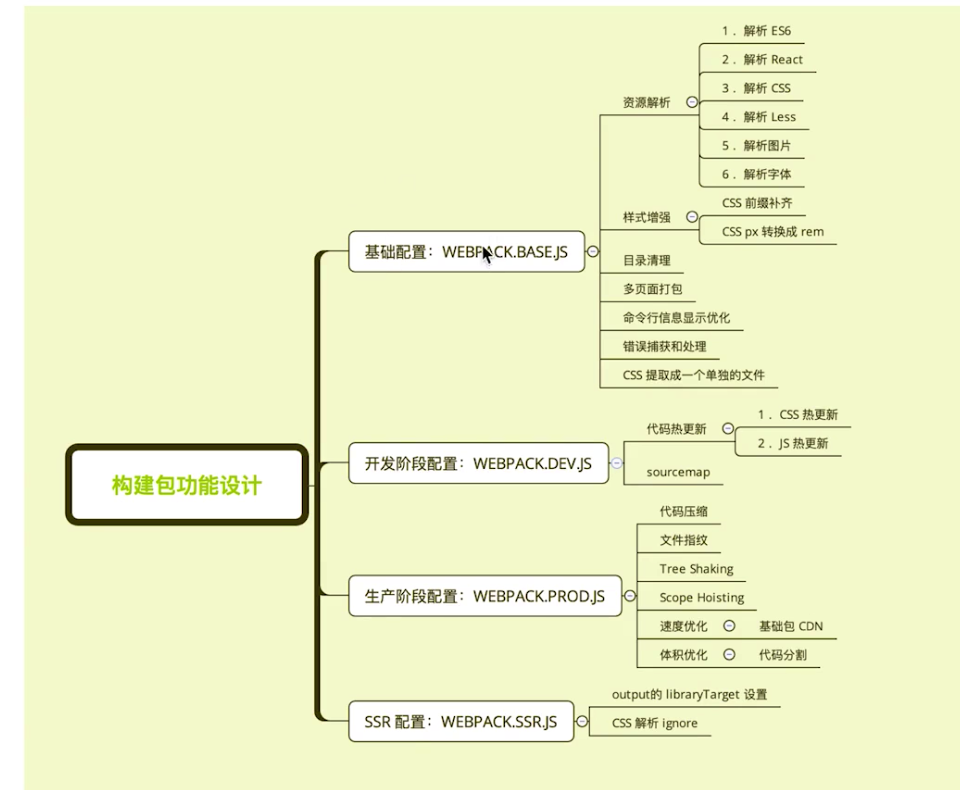 构建包功能设计
基础配置：WEBPACK.BASE.JS
资源解析
1．解析 ES6
2．解析 React
3．解析 CSS
4．解析 Less
5．解析图片
6．解析字体
样式增强
CSS 前缀补齐
CSS px 转换成 rem
目录清理
多页面打包
命令行信息显示优化
错误捕获和处理
CSS 提取成一个单独的文件
开发阶段配置：WEBPACK.DEV.JS
代码热更新
1．CSS 热更新
2．JS 热更新
sourcemap
生产阶段配置：WEBPACK.PROD.JS
代码压缩
文件指纹
Tree Shaking
Scope Hoisting
速度优化
基础包 CDN
体积优化
代码分割
SSR 配置：WEBPACK.SSR.JS
output的 libraryTarget 设置
CSS 解析 ignore